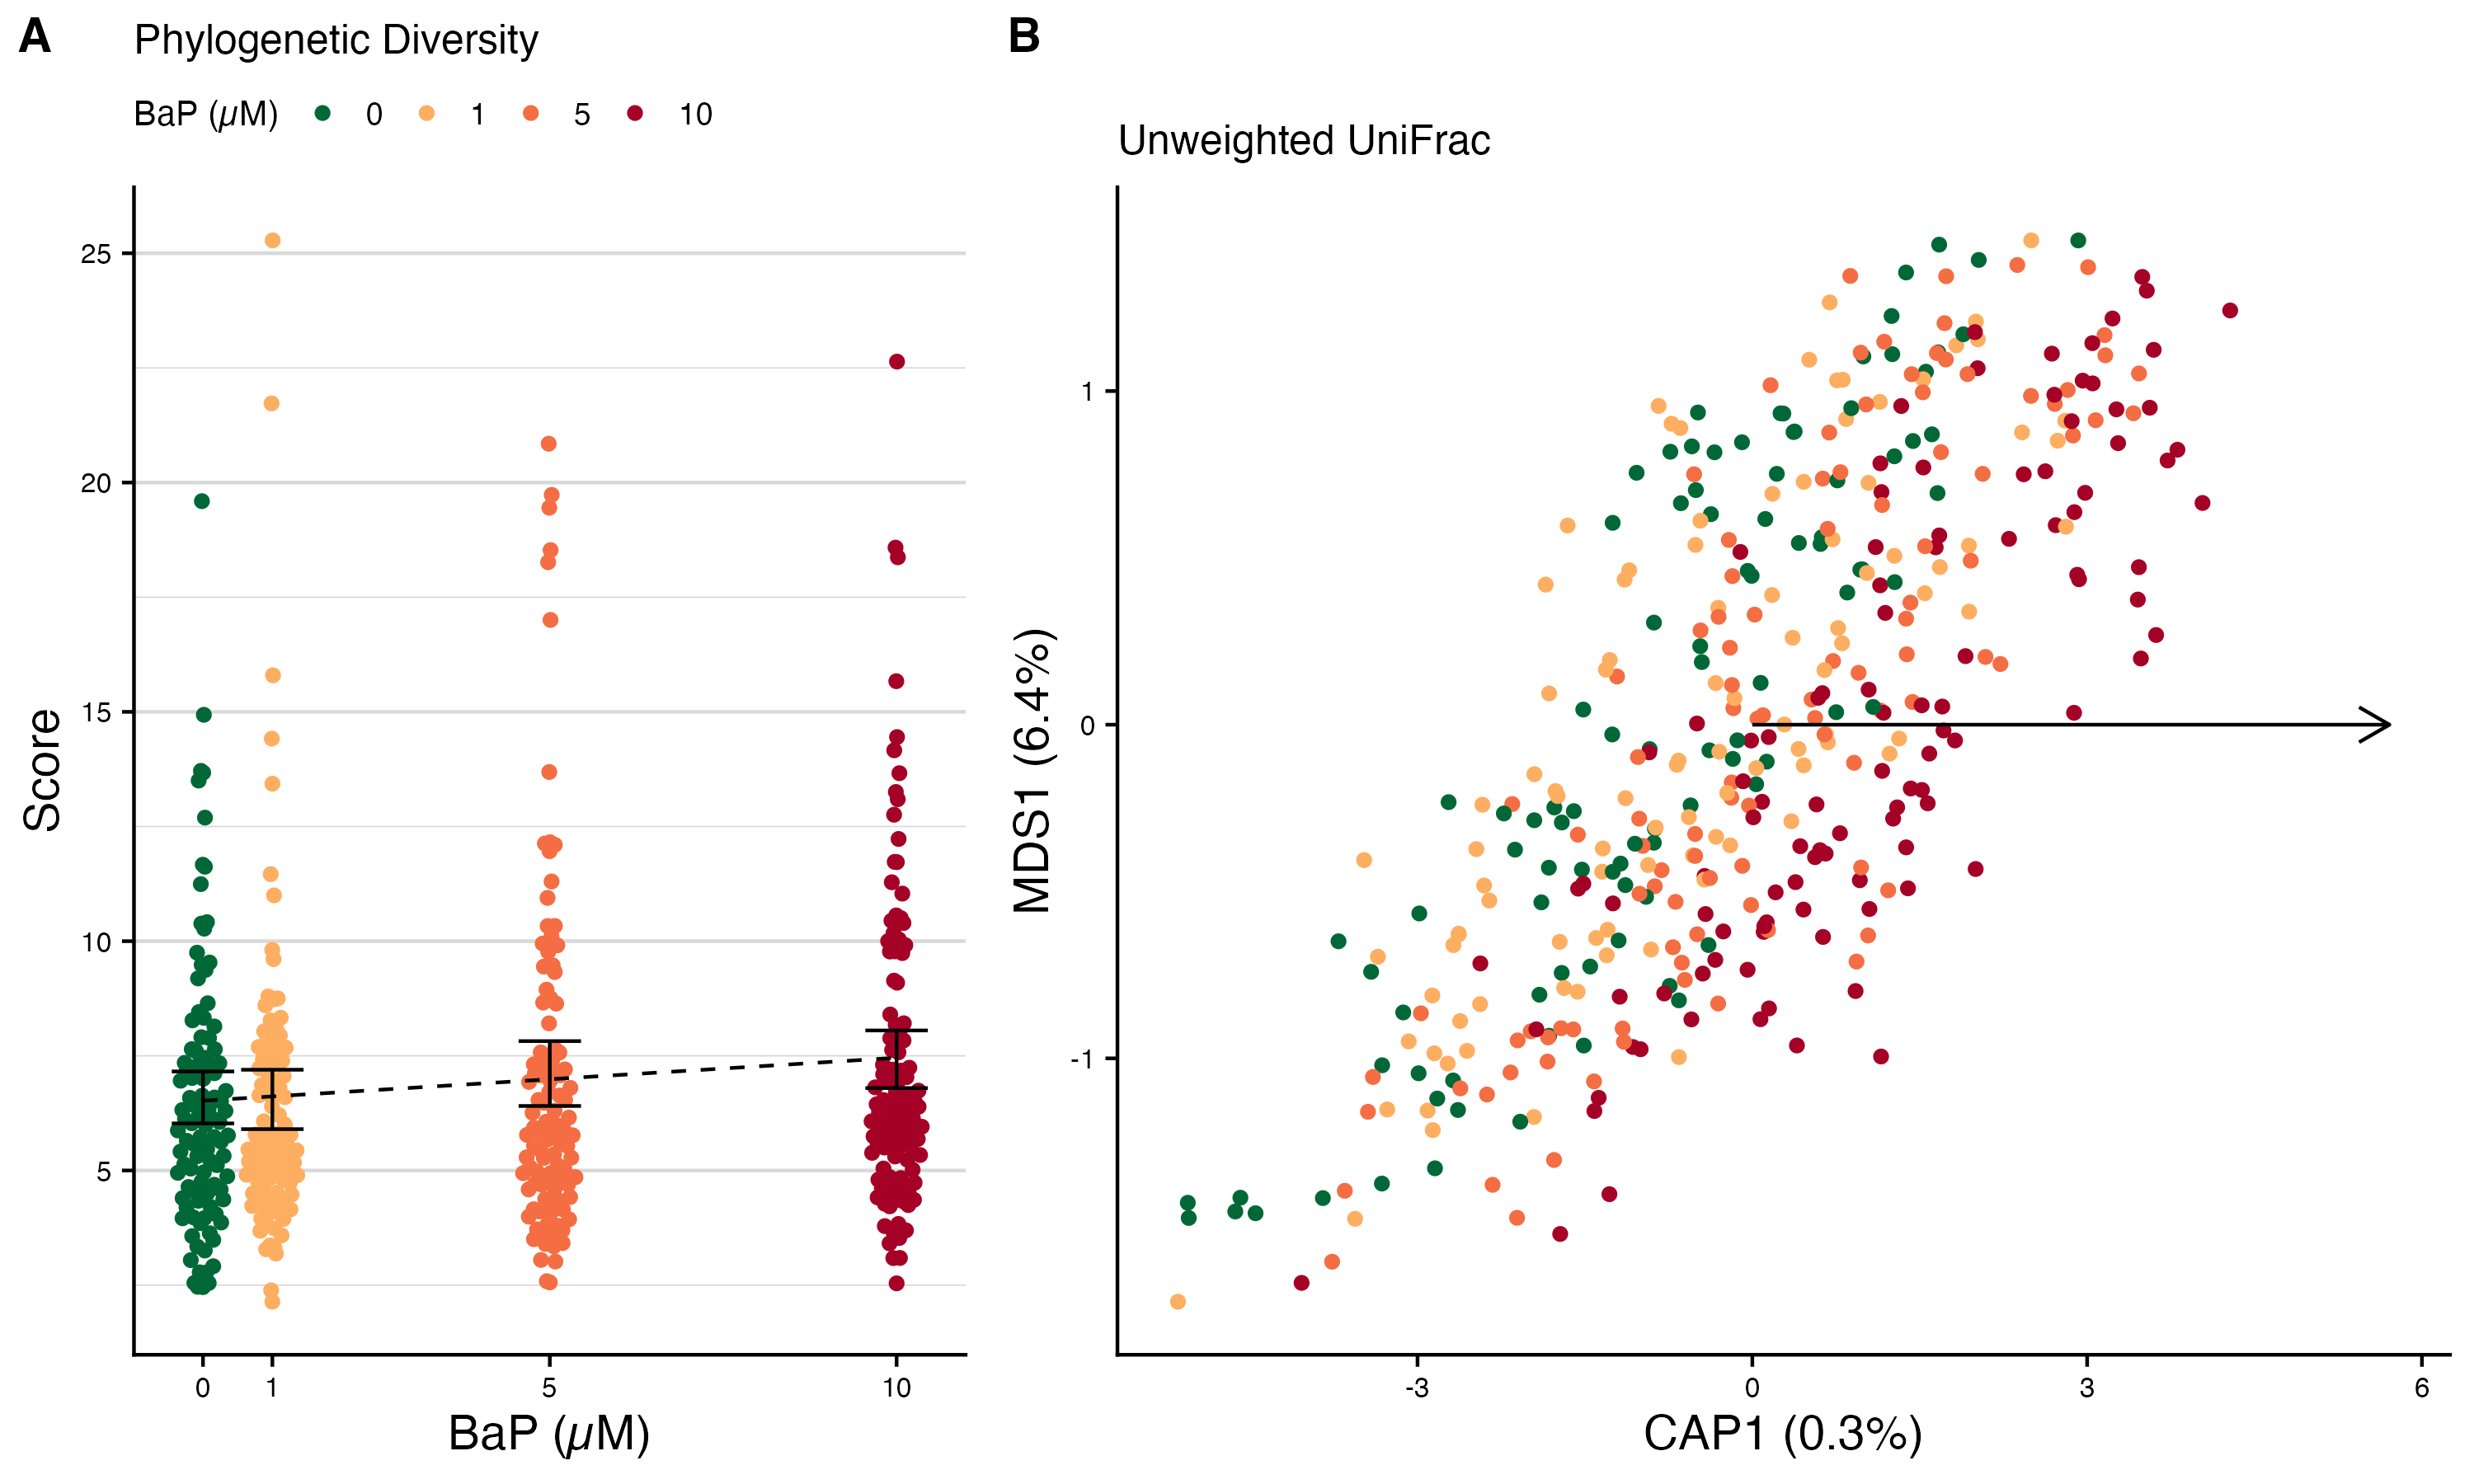 A
Phylogenetic Diversity
BaP (µM) 0 1 5 10
Score
25
20
15
10
5
0 1 5 10
BaP (µM)
B
Unweighted UniFrac
MDS1 (6.4%)
1
0
-1
-3 0 3 6
CAP1 (0.3%)